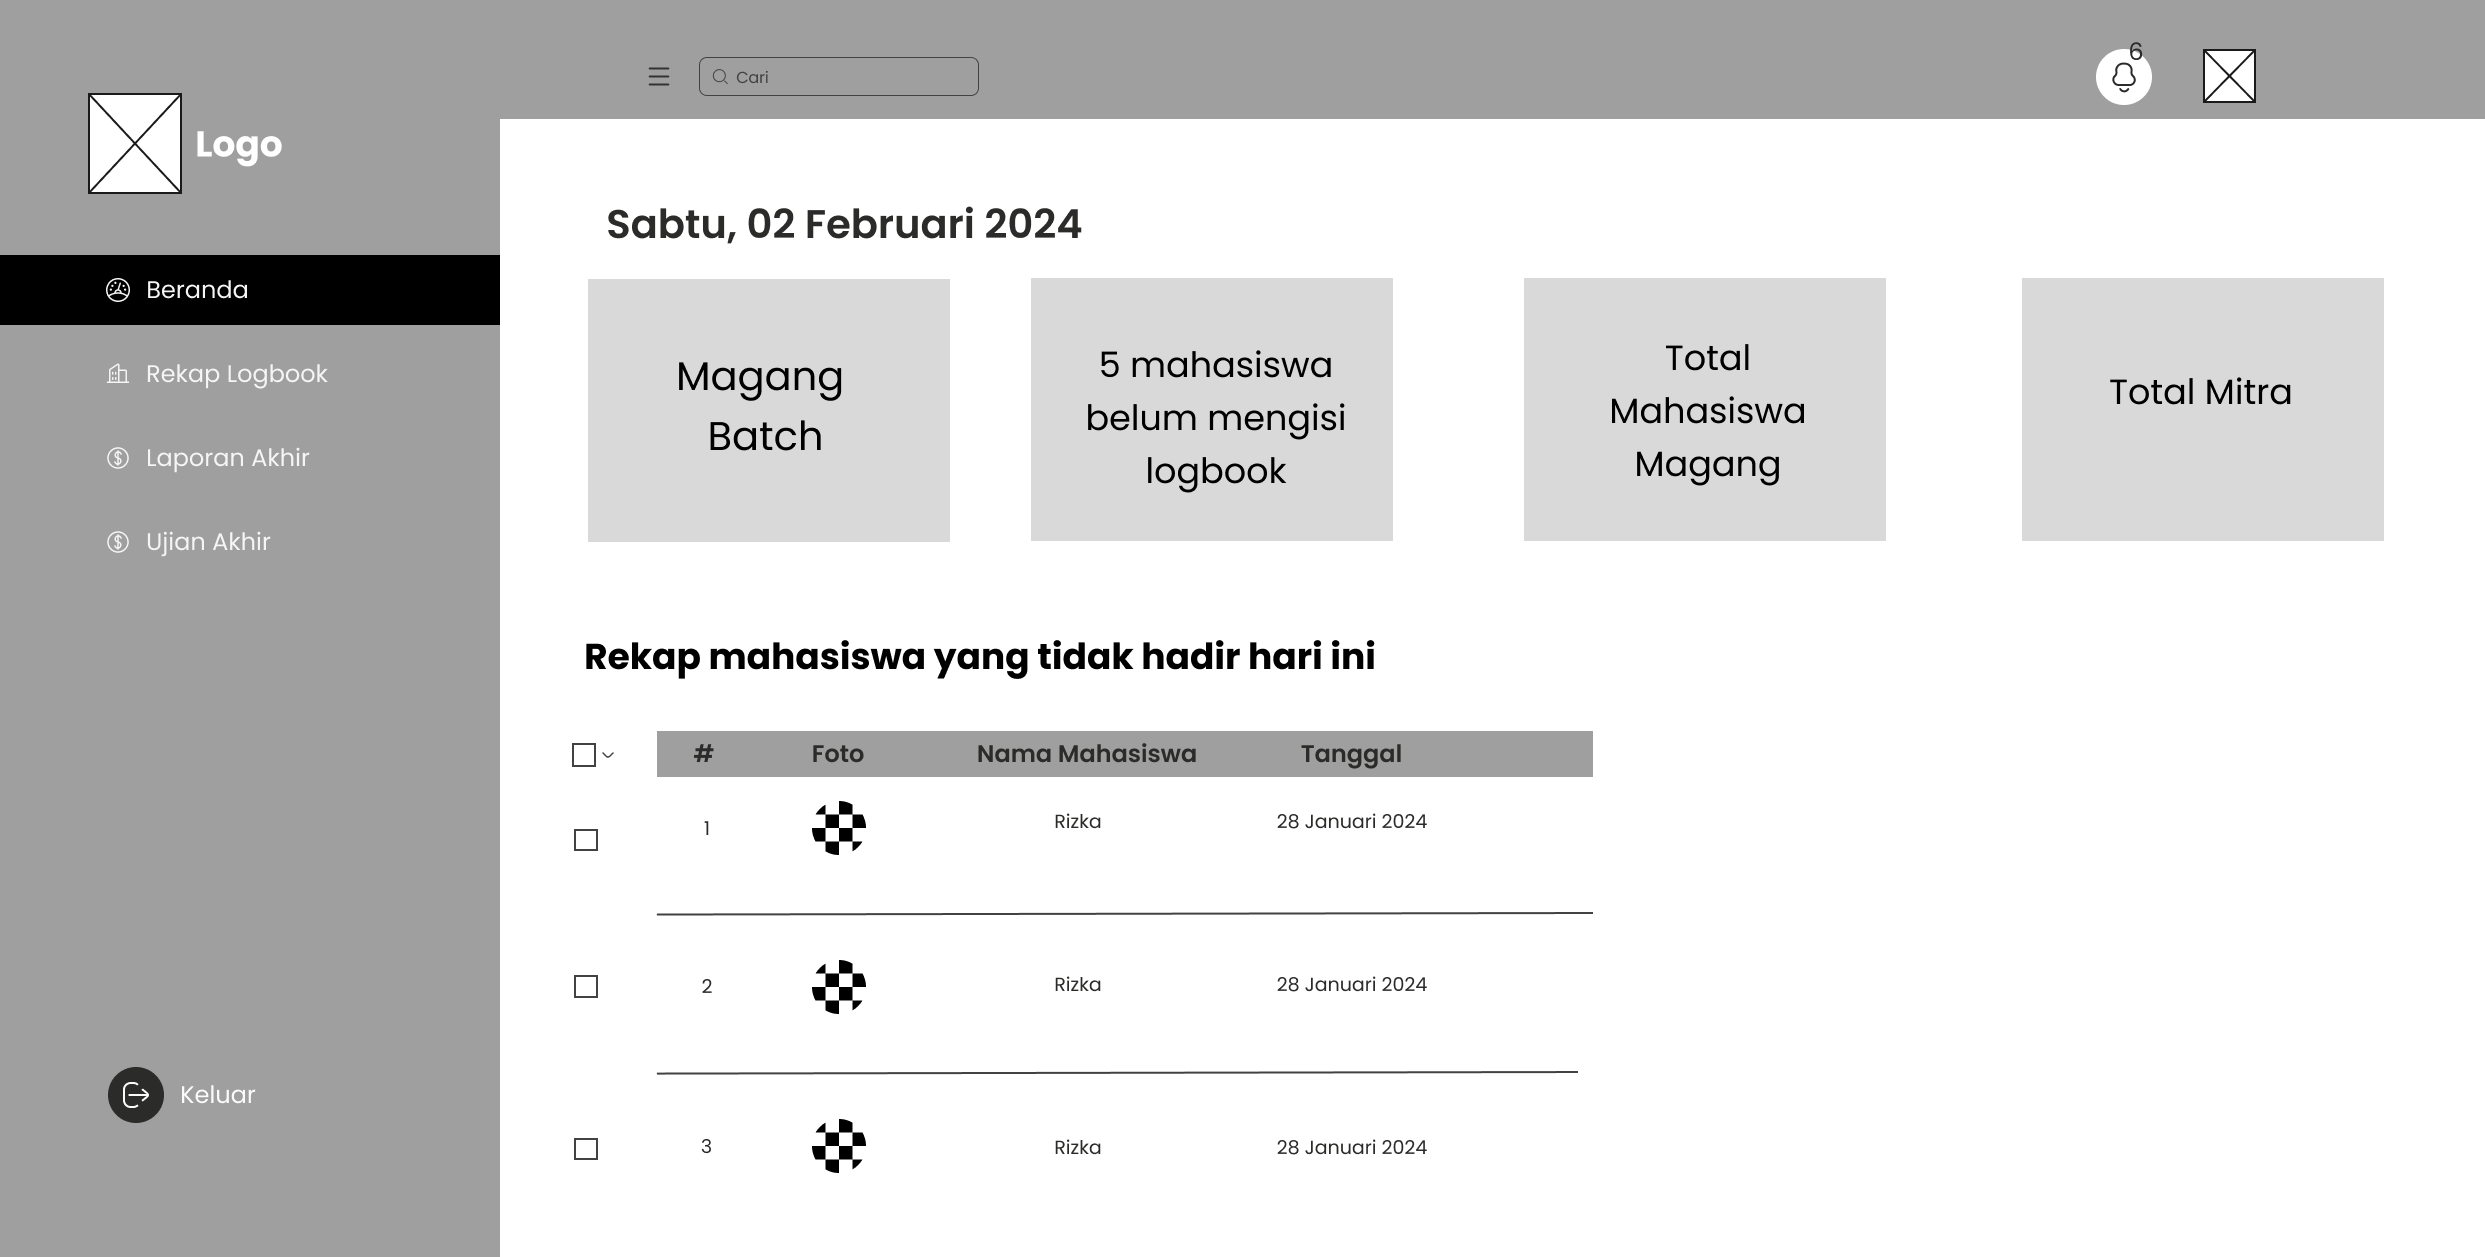 Cari
6
Logo
Sabtu, 02 Februari 2024
Beranda
Rekap Logbook
Laporan Akhir
Ujian Akhir
Keluar
Magang
Batch
5 mahasiswa
belum mengisi
logbook
Total
Mahasiswa
Magang
Total Mitra
Rekap mahasiswa yang tidak hadir hari ini
# Foto Nama Mahasiswa Tanggal
1 Rizka 28 Januari 2024
2 Rizka 28 Januari 2024
3 Rizka 28 Januari 2024